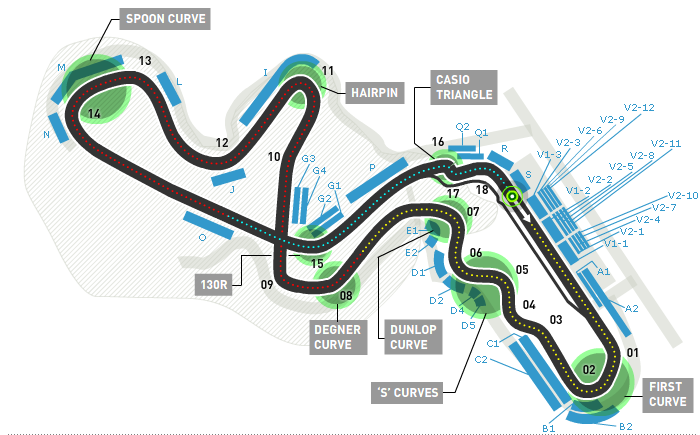 SPOON CURVE
13
M
L
14
N
I
11
HAIRPIN
12
10
J
O
CASIO
TRIANGLE
16
Q2
Q1
R
S
P
G3
G4
G1
G2
17
18
V2-12
V2-9
V2-6
V2-3
V1-3
V2-11
V2-8
V2-5
V2-2
V1-2
V2-10
V2-7
V2-4
V2-1
V1-1
07
E1
E2
06
05
D1
D2
D4
D5
04
03
130R
15
09
08
DEGNER
CURVE
DUNLOP
CURVE
'S' CURVES
A1
A2
C1
C2
01
02
FIRST
CURVE
B1
B2